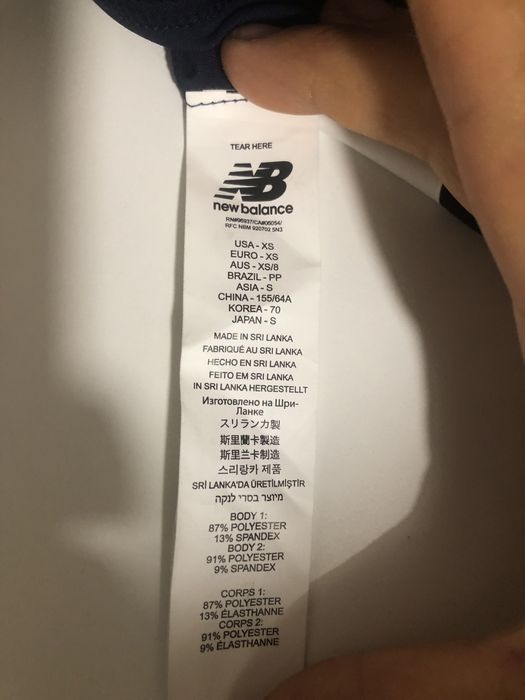 TEAR HERE
NB
new balance
RN#96937/CA#06054/
RFC NBM 920702 5N3
USA - XS
EURO - XS
AUS - XS/8
BRAZIL - PP
ASIA - S
CHINA - 155/64A
KOREA - 70
JAPAN - S
MADE IN SRI LANKA
FABRIQUÉ AU SRI LANKA
HECHO EN SRI LANKA
FEITO EM SRI LANKA
IN SRI LANKA HERGESTELLT
Изготовлено на Шри-
Ланке
スリランカ製
斯里蘭卡製造
斯里兰卡制造
스리랑카 제품
SRİ LANKA'DA ÜRETİLMİŞTİR
מיוצר בסרי לנקה
BODY 1:
87% POLYESTER
13% SPANDEX
BODY 2:
91% POLYESTER
9% SPANDEX
CORPS 1:
87% POLYESTER
13% ÉLASTHANNE
CORPS 2:
91% POLYESTER
9% ÉLASTHANNE